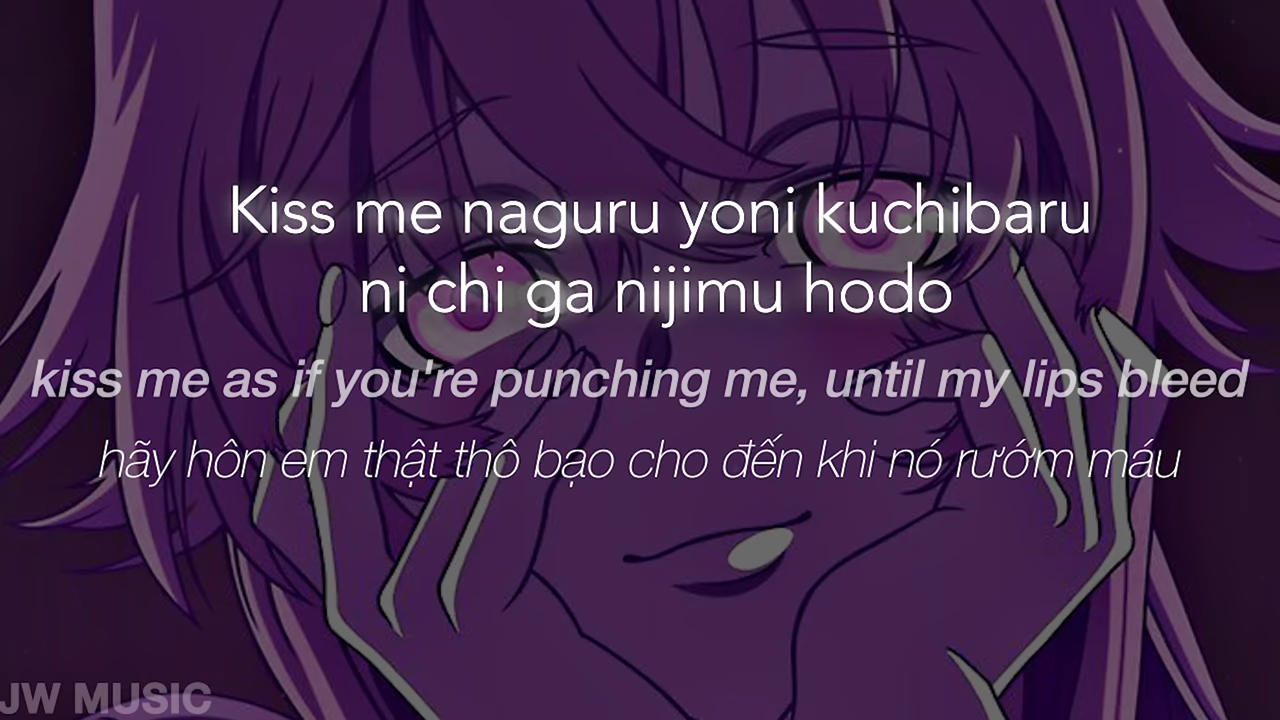 Kiss me naguru yoni kuchibaru
ni chi ga nijimu hodo
kiss me as if you're punching me, until my lips bleed
hãy hôn em thật thô bạo cho đến khi nó rướm máu
JW MUSIC